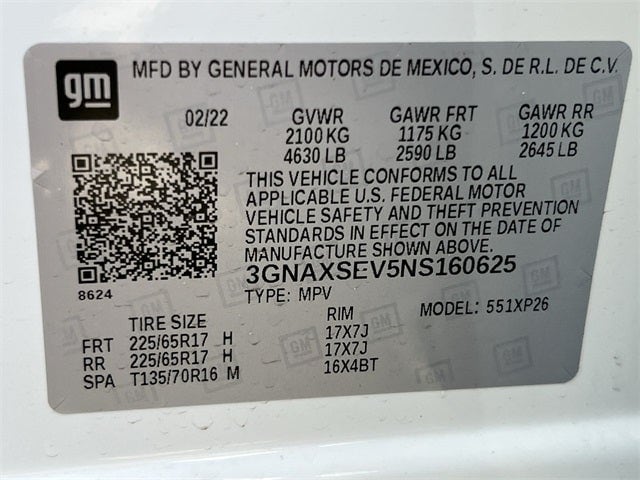 gm
MFD BY GENERAL MOTORS DE MEXICO, S. DE R.L. DE C.V.
02/22 GVWR GAWR FRT GAWR RR
2100 KG 1175 KG 1200 KG
4630 LB 2590 LB 2645 LB
THIS VEHICLE CONFORMS TO ALL
APPLICABLE U.S. FEDERAL MOTOR
VEHICLE SAFETY AND THEFT PREVENTION
STANDARDS IN EFFECT ON THE DATE OF
MANUFACTURE SHOWN ABOVE.
3GNAXSEV5NS160625
8624 TYPE: MPV MODEL: 551XP26
TIRE SIZE RIM
FRT 225/65R17 H 17X7J
RR 225/65R17 H 17X7J
SPA T135/70R16 M 16X4BT